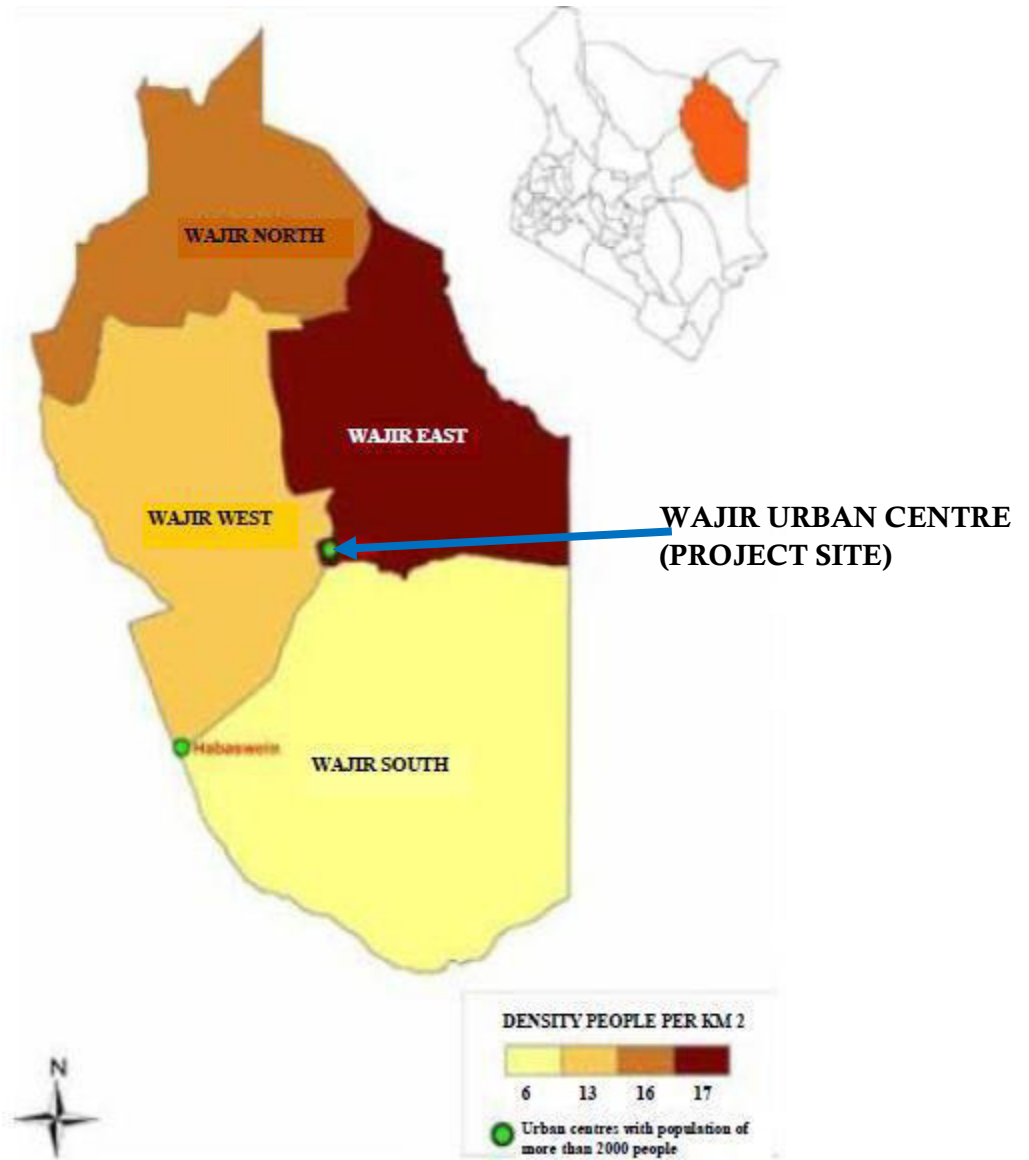 WAJIR NORTH
WAJIR EAST
WAJIR WEST
WAJIR URBAN CENTRE
(PROJECT SITE)
Habaswein
WAJIR SOUTH
DENSITY PEOPLE PER KM 2
6 13 16 17
Urban centres with population of
more than 2000 people
N